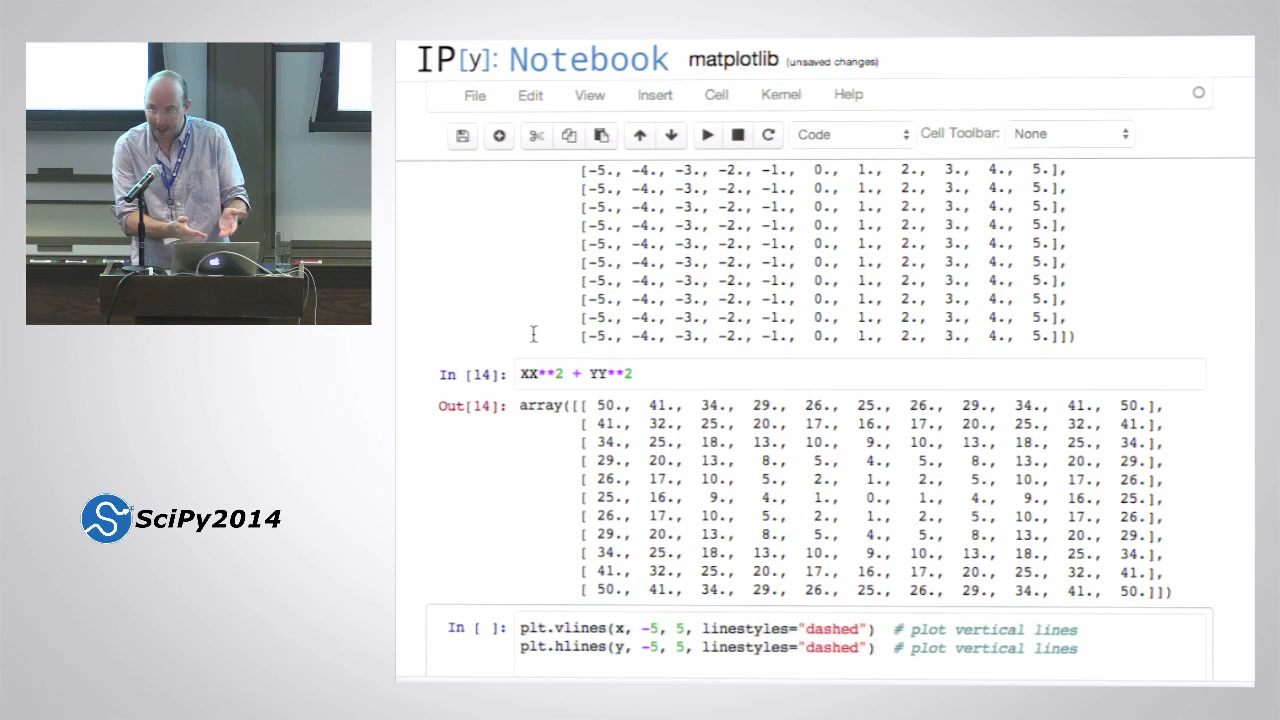 IP[y]: Notebook matplotlib (unsaved changes)
File Edit View Insert Cell Kernel Help
Code Cell Toolbar: None
[-5., -4., -3., -2., -1., 0., 1., 2., 3., 4., 5.],
[-5., -4., -3., -2., -1., 0., 1., 2., 3., 4., 5.],
[-5., -4., -3., -2., -1., 0., 1., 2., 3., 4., 5.],
[-5., -4., -3., -2., -1., 0., 1., 2., 3., 4., 5.],
[-5., -4., -3., -2., -1., 0., 1., 2., 3., 4., 5.],
[-5., -4., -3., -2., -1., 0., 1., 2., 3., 4., 5.],
[-5., -4., -3., -2., -1., 0., 1., 2., 3., 4., 5.],
[-5., -4., -3., -2., -1., 0., 1., 2., 3., 4., 5.],
[-5., -4., -3., -2., -1., 0., 1., 2., 3., 4., 5.],
[-5., -4., -3., -2., -1., 0., 1., 2., 3., 4., 5.]])
In [14]: XX**2 + YY**2
Out[14]: array([[ 50., 41., 34., 29., 26., 25., 26., 29., 34., 41., 50.],
[ 41., 32., 25., 20., 17., 16., 17., 20., 25., 32., 41.],
[ 34., 25., 18., 13., 10., 9., 10., 13., 18., 25., 34.],
[ 29., 20., 13., 8., 5., 4., 5., 8., 13., 20., 29.],
[ 26., 17., 10., 5., 2., 1., 2., 5., 10., 17., 26.],
[ 25., 16., 9., 4., 1., 0., 1., 4., 9., 16., 25.],
[ 26., 17., 10., 5., 2., 1., 2., 5., 10., 17., 26.],
[ 29., 20., 13., 8., 5., 4., 5., 8., 13., 20., 29.],
[ 34., 25., 18., 13., 10., 9., 10., 13., 18., 25., 34.],
[ 41., 32., 25., 20., 17., 16., 17., 20., 25., 32., 41.],
[ 50., 41., 34., 29., 26., 25., 26., 29., 34., 41., 50.]])
In [ ]: plt.vlines(x, -5, 5, linestyles="dashed") # plot vertical lines
plt.hlines(y, -5, 5, linestyles="dashed") # plot vertical lines
SciPy2014